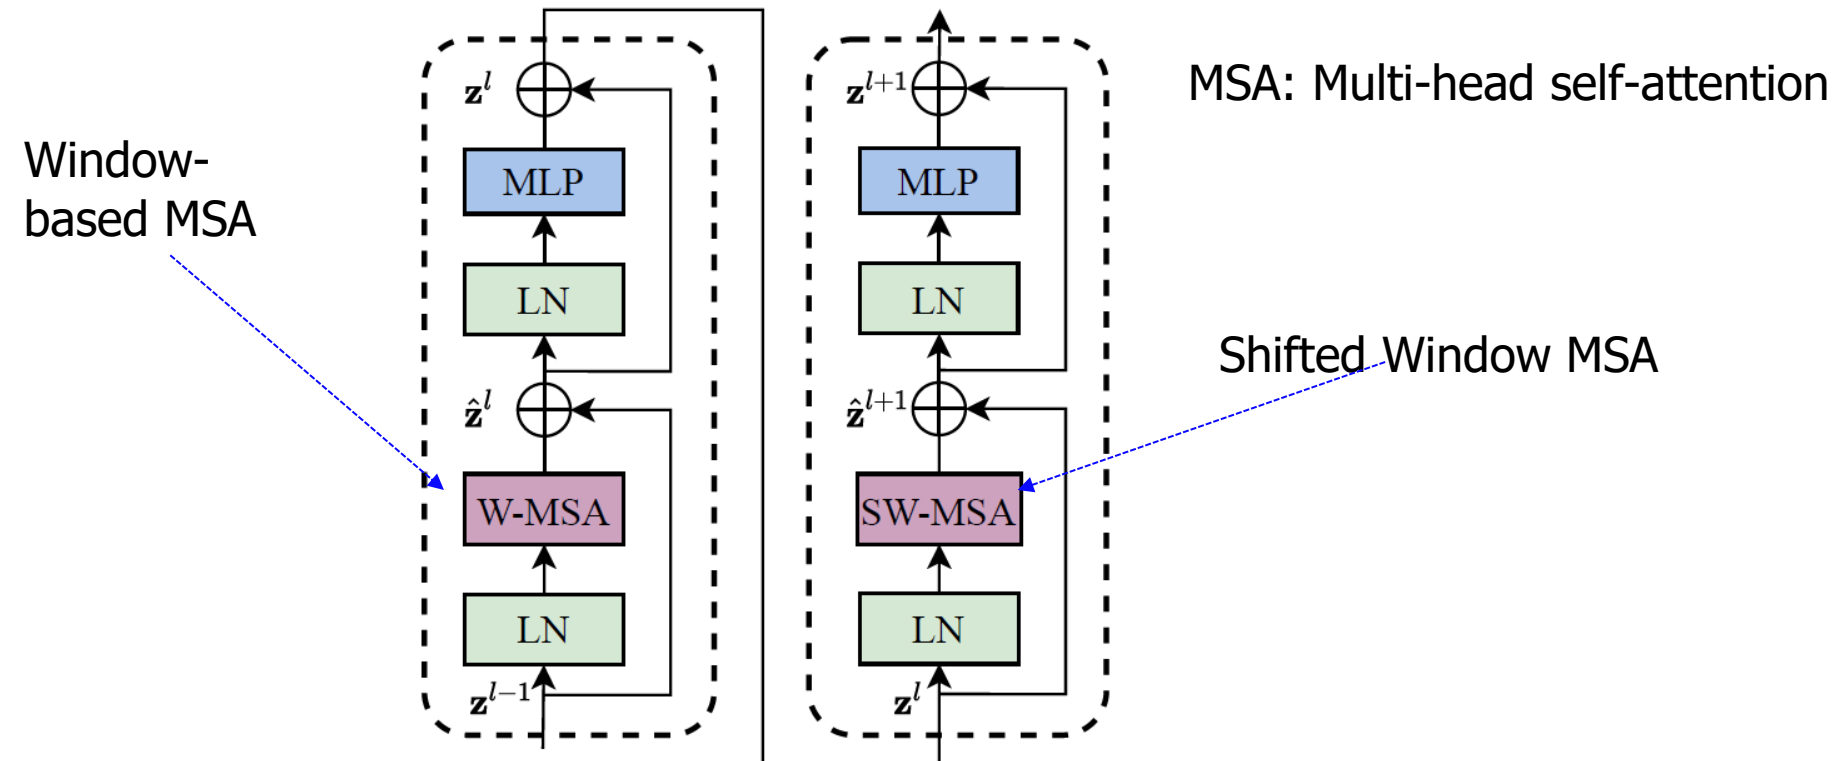 MSA: Multi-head self-attention
Window-
based MSA
Shifted Window MSA
𝐳^l
MLP
LN
ẑ^l
W-MSA
LN
𝐳^{l−1}
𝐳^{l+1}
MLP
LN
ẑ^{l+1}
SW-MSA
LN
𝐳^l